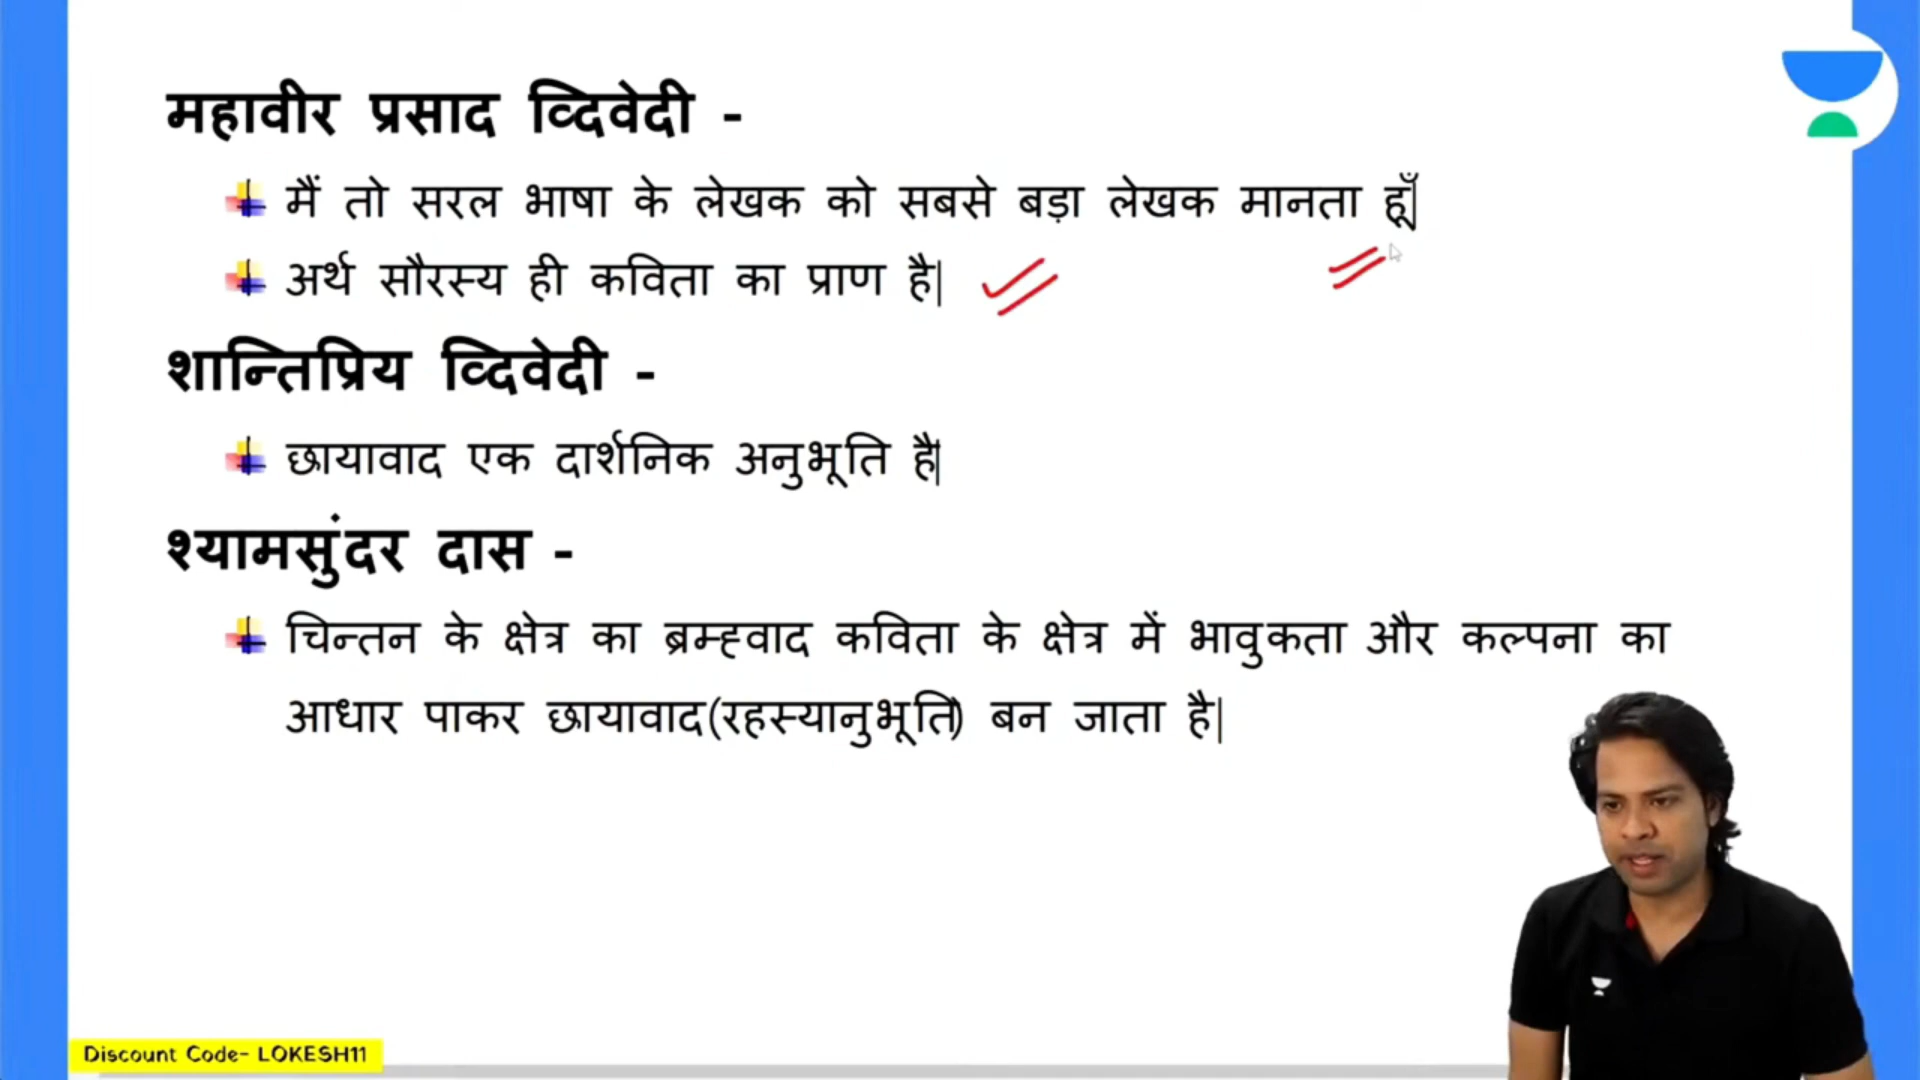 महावीर प्रसाद व्दिवेदी -
मैं तो सरल भाषा के लेखक को सबसे बड़ा लेखक मानता हूँ|
अर्थ सौरस्य ही कविता का प्राण है|
शान्तिप्रिय व्दिवेदी -
छायावाद एक दार्शनिक अनुभूति है|
श्यामसुंदर दास -
चिन्तन के क्षेत्र का ब्रम्ह्वाद कविता के क्षेत्र में भावुकता और कल्पना का
आधार पाकर छायावाद(रहस्यानुभूति) बन जाता है|
Discount Code- LOKESH11